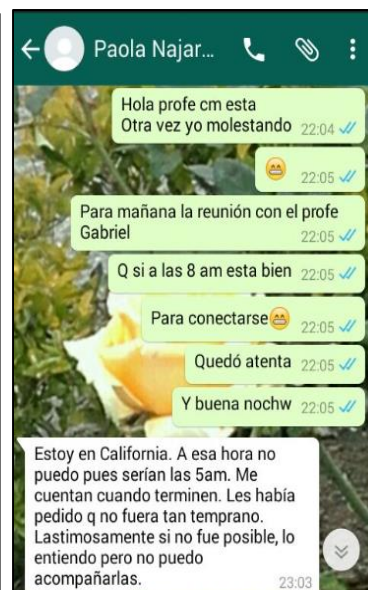 Paola Najar...
Hola profe cm esta
Otra vez yo molestando 22:04
22:05
Para mañana la reunión con el profe
Gabriel
22:05
Q si a las 8 am esta bien 22:05
Para conectarse😁 22:05
Quedó atenta 22:05
Y buena nochw 22:05
Estoy en California. A esa hora no
puedo pues serían las 5am. Me
cuentan cuando terminen. Les había
pedido q no fuera tan temprano.
Lastimosamente si no fue posible, lo
entiendo pero no puedo
acompañarlas.
23:03